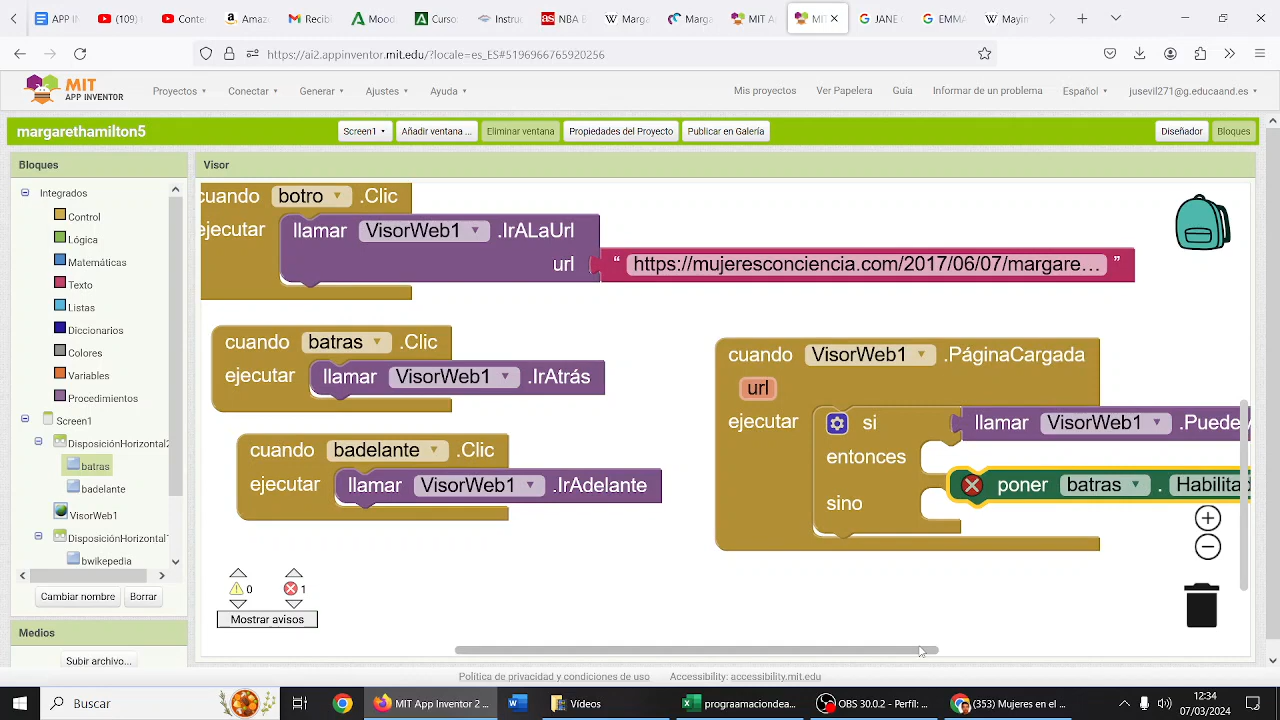 APP IN
(109)
Conte
Amaz
Recib
Mood
Curso
Instruc
NBA E
Marga
Marga
MIT A
MIT
JANE
EMMA
Mayim
https://ai2.appinventor.mit.edu/?locale=es_ES#5196966765920256
MIT
APP INVENTOR
Proyectos
Conectar
Generar
Ajustes
Ayuda
Mis proyectos
Ver Papelera
Guía
Informar de un problema
Español
jusevil271@g.educaand.es
margarethamilton5
Screen1
Añadir ventana ...
Eliminar ventana
Propiedades del Proyecto
Publicar en Galería
Diseñador
Bloques
Bloques
Integrados
Control
Lógica
Matemáticas
Texto
Listas
Diccionarios
Colores
Variables
Procedimientos
Screen1
DisposiciónHorizontal2
batras
badelante
VisorWeb1
DisposiciónHorizontal
bwikepedia
Cambiar nombre
Borrar
Medios
Subir archivo...
Visor
cuando botro .Clic
ejecutar llamar VisorWeb1 .IrALaUrl
url “ https://mujeresconciencia.com/2017/06/07/margare… ”
cuando batras .Clic
ejecutar llamar VisorWeb1 .IrAtrás
cuando badelante .Clic
ejecutar llamar VisorWeb1 .IrAdelante
cuando VisorWeb1 .PáginaCargada
url
ejecutar si llamar VisorWeb1 .PuedeV
entonces
poner batras . Habilita
sino
0
1
Mostrar avisos
Política de privacidad y condiciones de uso
Accessibility: accessibility.mit.edu
Buscar
MIT App Inventor 2 ...
Vídeos
programaaciondea...
OBS 30.0.2 - Perfil: ...
(353) Mujeres en el ...
12:34
07/03/2024